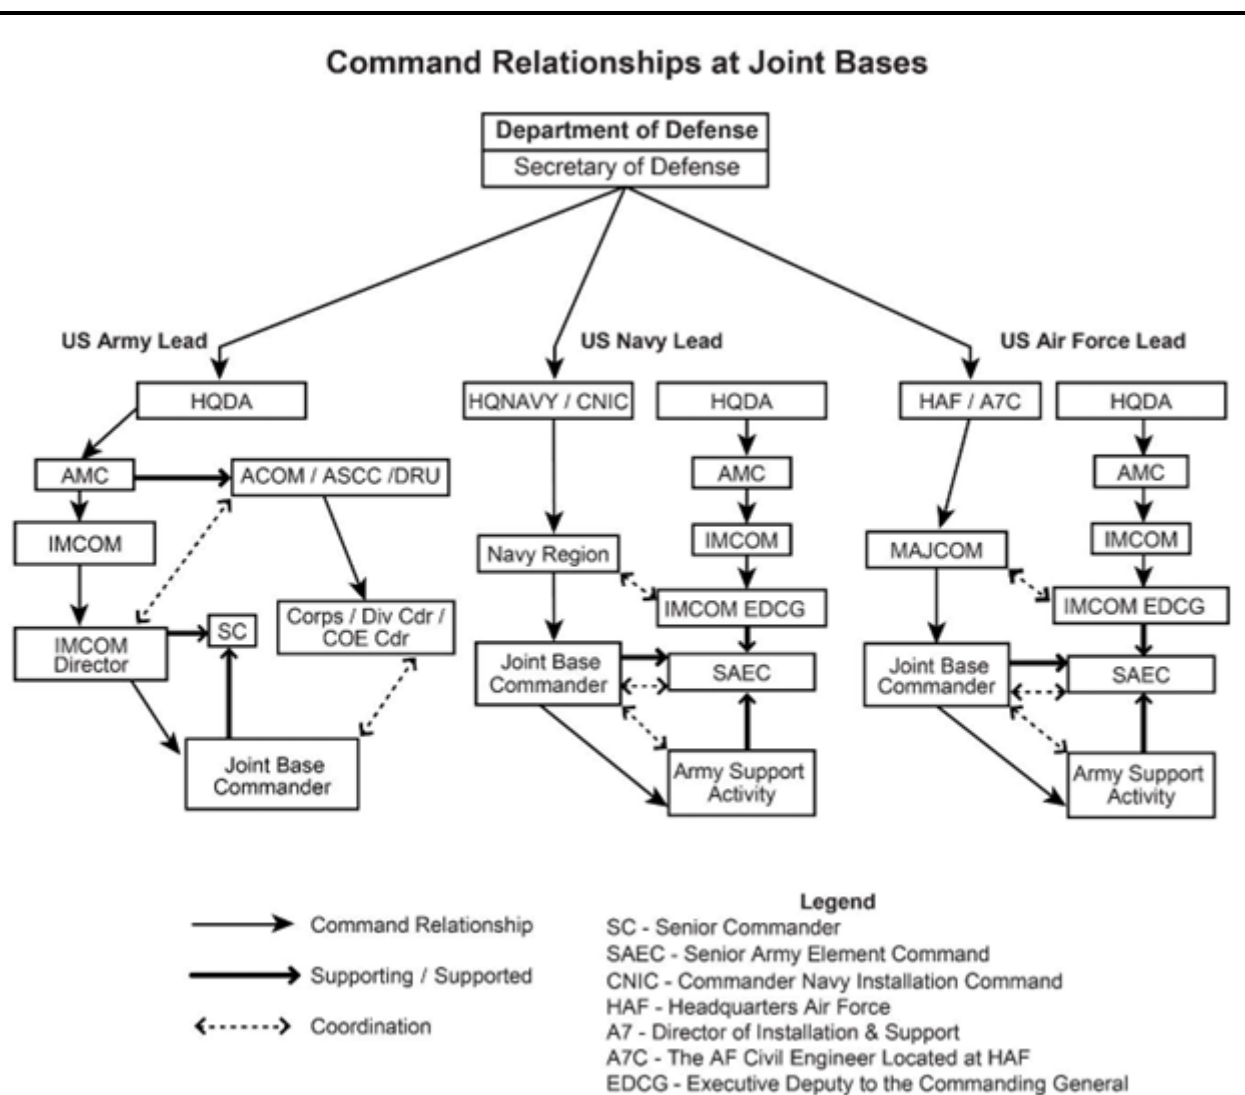 Command Relationships at Joint Bases
Department of Defense
Secretary of Defense
US Army Lead
US Navy Lead
US Air Force Lead
HQDA
HQNAVY / CNIC
HQDA
HAF / A7C
HQDA
AMC
ACOM / ASCC /DRU
AMC
AMC
IMCOM
Navy Region
IMCOM
MAJCOM
IMCOM
IMCOM
Director
SC
Corps / Div Cdr /
COE Cdr
IMCOM EDCG
IMCOM EDCG
Joint Base
Commander
SAEC
Joint Base
Commander
SAEC
Joint Base
Commander
Army Support
Activity
Army Support
Activity
Command Relationship
Supporting / Supported
Coordination
Legend
SC - Senior Commander
SAEC - Senior Army Element Command
CNIC - Commander Navy Installation Command
HAF - Headquarters Air Force
A7 - Director of Installation & Support
A7C - The AF Civil Engineer Located at HAF
EDCG - Executive Deputy to the Commanding General